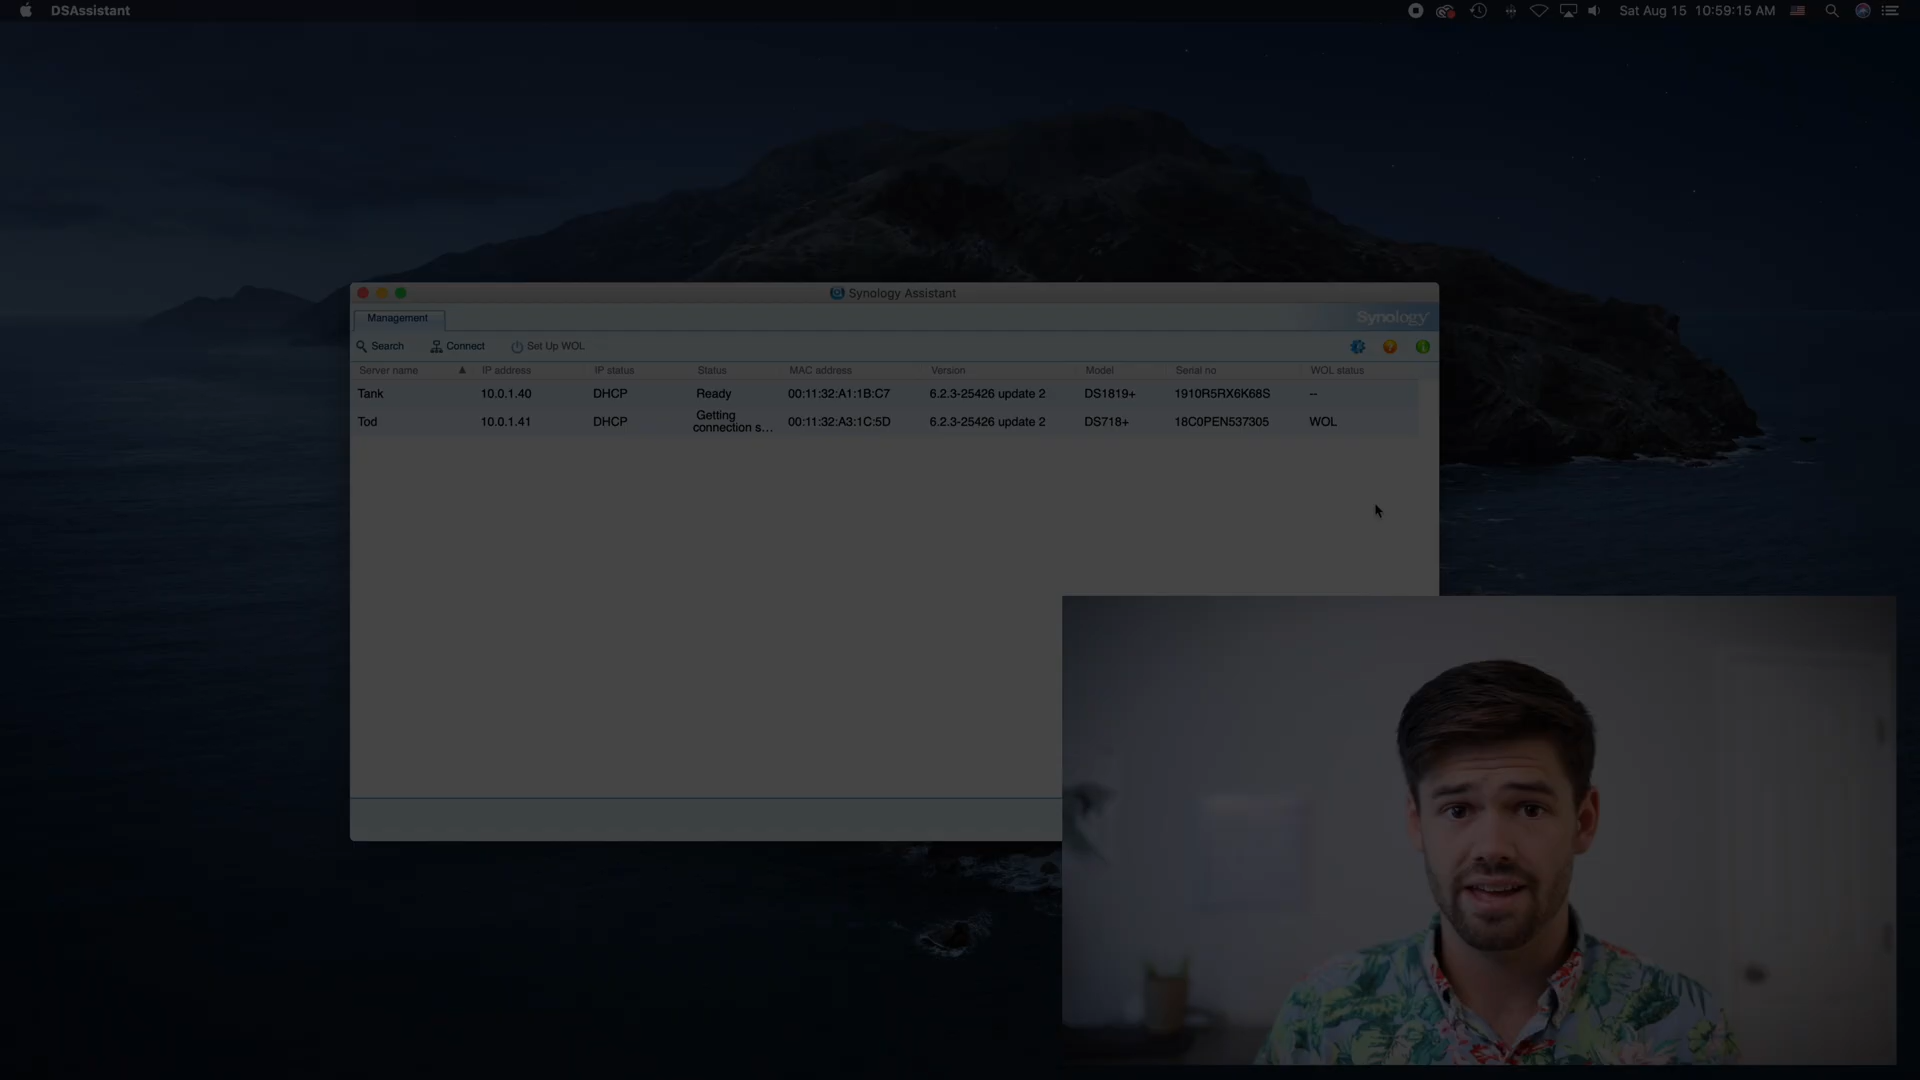 DSAssistant
Sat Aug 15 10:59:15 AM
Synology Assistant
Management
Synology
Search Connect Set Up WOL
Server name IP address IP status Status MAC address Version Model Serial no WOL status
Tank 10.0.1.40 DHCP Ready 00:11:32:A1:1B:C7 6.2.3-25426 update 2 DS1819+ 1910R5RX6K68S --
Tod 10.0.1.41 DHCP Getting connection s... 00:11:32:A3:1C:5D 6.2.3-25426 update 2 DS718+ 18C0PEN537305 WOL